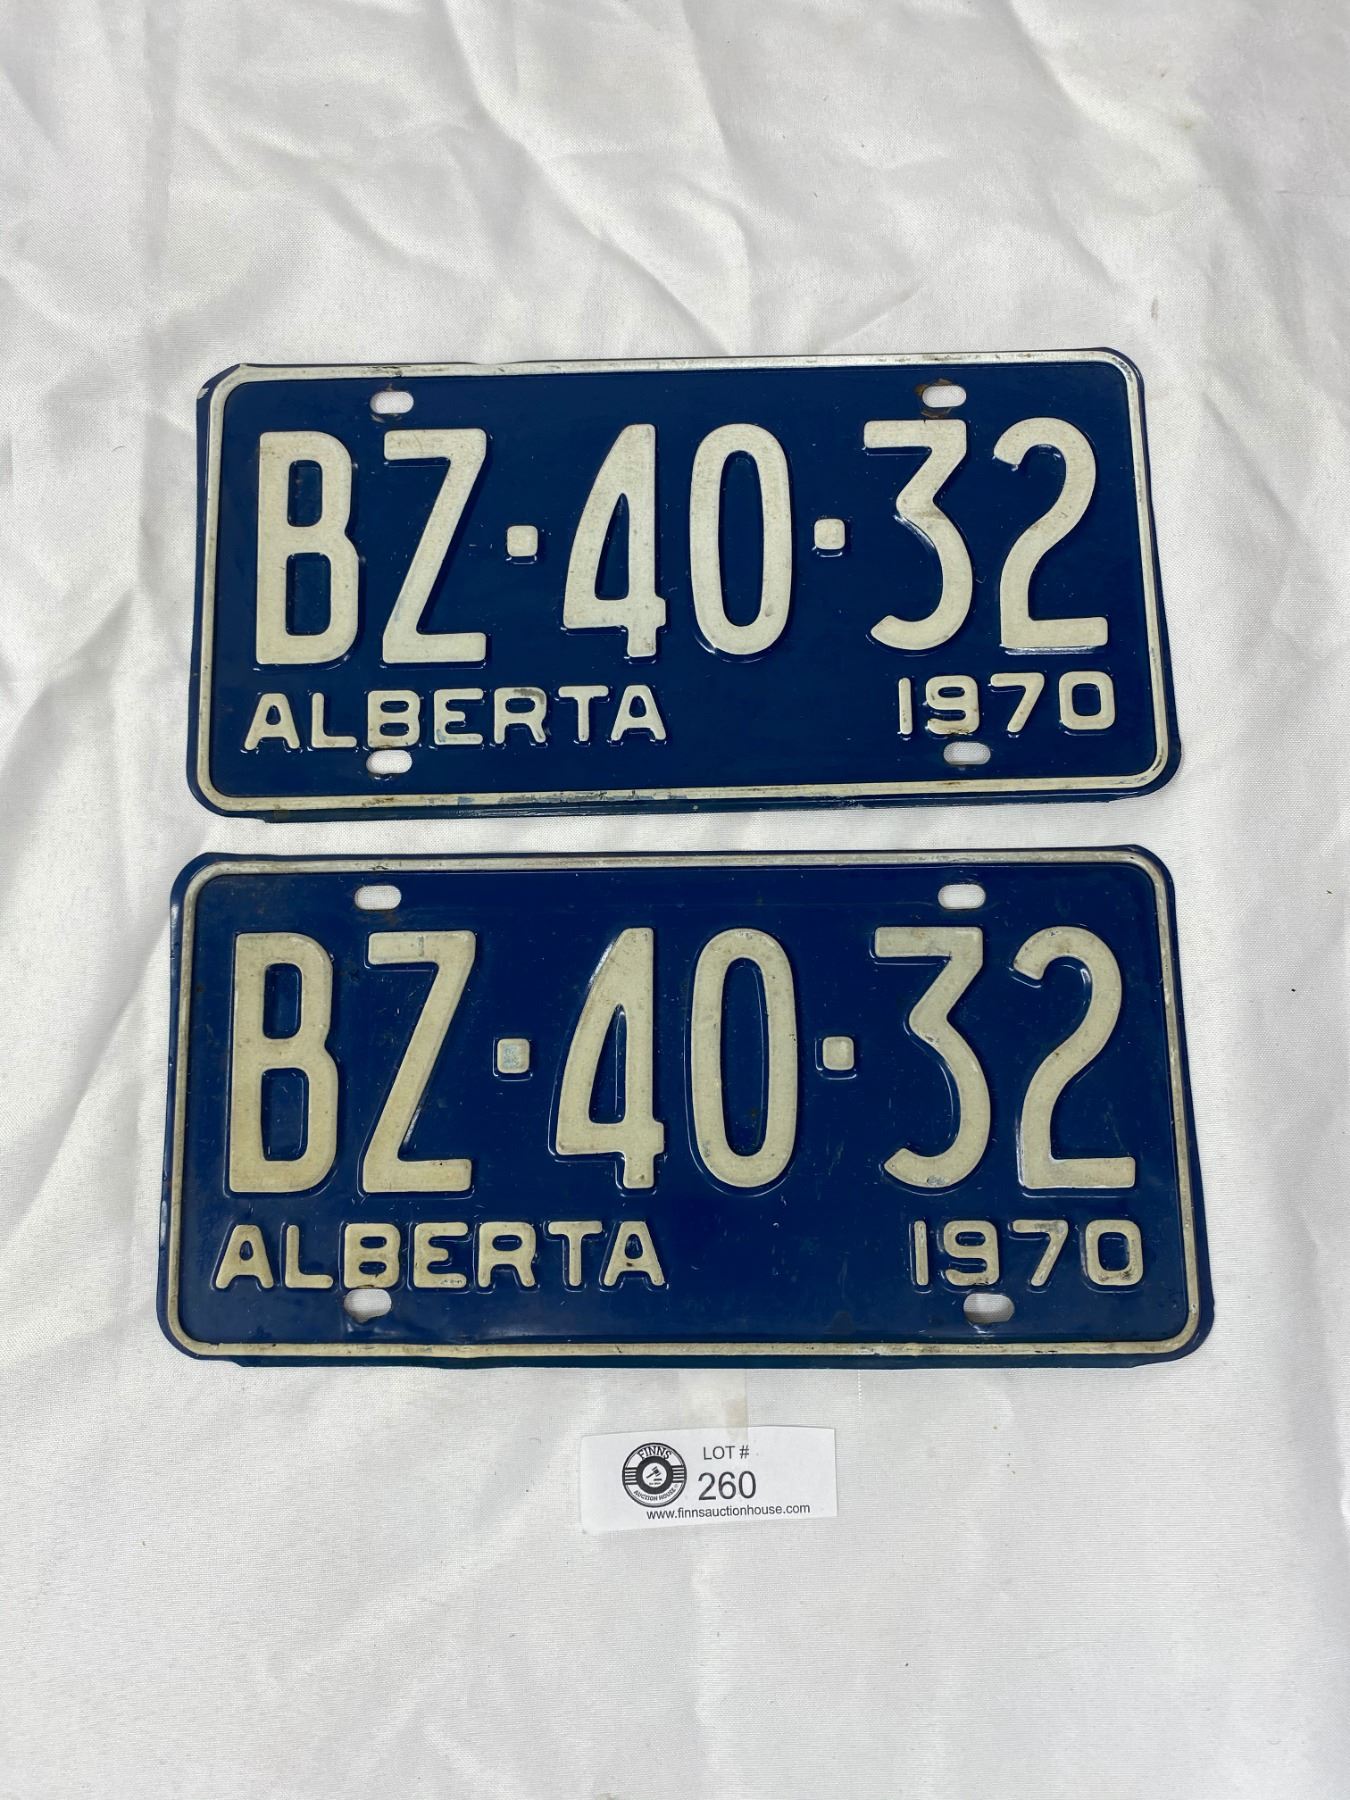 BZ·40·32
ALBERTA 1970
BZ·40·32
ALBERTA 1970
FINNS
AUCTION HOUSE
LOT #
260
www.finnsauctionhouse.com